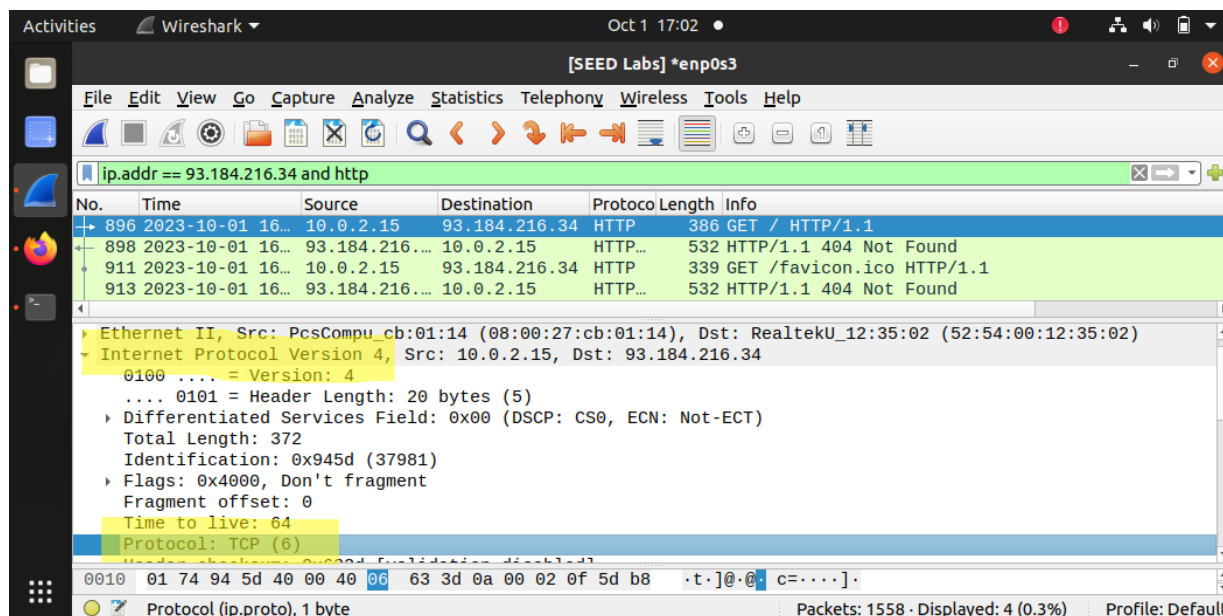 Activities Wireshark Oct 1 17:02
[SEED Labs] *enp0s3
File Edit View Go Capture Analyze Statistics Telephony Wireless Tools Help
ip.addr == 93.184.216.34 and http
No. Time Source Destination Protoco Length Info
896 2023-10-01 16… 10.0.2.15 93.184.216.34 HTTP 386 GET / HTTP/1.1
898 2023-10-01 16… 93.184.216.… 10.0.2.15 HTTP… 532 HTTP/1.1 404 Not Found
911 2023-10-01 16… 10.0.2.15 93.184.216.34 HTTP 339 GET /favicon.ico HTTP/1.1
913 2023-10-01 16… 93.184.216.… 10.0.2.15 HTTP… 532 HTTP/1.1 404 Not Found
Ethernet II, Src: PcsCompu_cb:01:14 (08:00:27:cb:01:14), Dst: RealtekU_12:35:02 (52:54:00:12:35:02)
Internet Protocol Version 4, Src: 10.0.2.15, Dst: 93.184.216.34
0100 .... = Version: 4
.... 0101 = Header Length: 20 bytes (5)
Differentiated Services Field: 0x00 (DSCP: CS0, ECN: Not-ECT)
Total Length: 372
Identification: 0x945d (37981)
Flags: 0x4000, Don't fragment
Fragment offset: 0
Time to live: 64
Protocol: TCP (6)
Header checksum: 0x633d [validation disabled]
0010 01 74 94 5d 40 00 40 06 63 3d 0a 00 02 0f 5d b8 ·t·]@·@· c=····]·
Protocol (ip.proto), 1 byte Packets: 1558 · Displayed: 4 (0.3%) Profile: Default